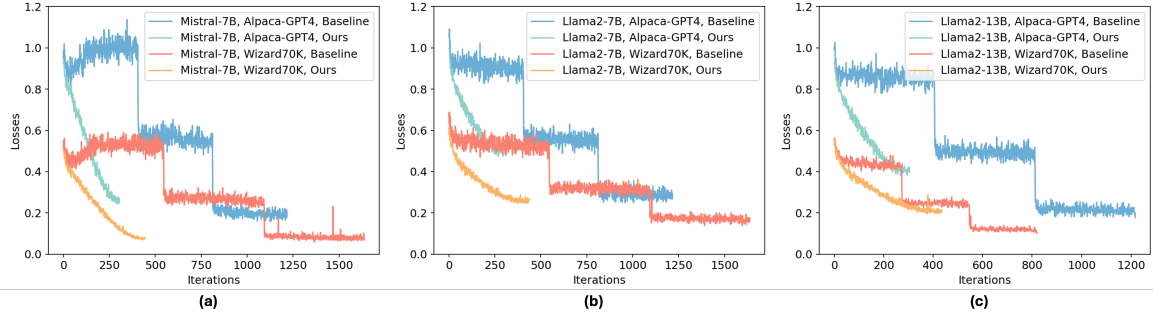 1.2
1.0
0.8
0.6
0.4
0.2
0.0
Losses
Mistral-7B, Alpaca-GPT4, Baseline
Mistral-7B, Alpaca-GPT4, Ours
Mistral-7B, Wizard70K, Baseline
Mistral-7B, Wizard70K, Ours
0 250 500 750 1000 1250 1500
Iterations
(a)
1.2
1.0
0.8
0.6
0.4
0.2
0.0
Losses
Llama2-7B, Alpaca-GPT4, Baseline
Llama2-7B, Alpaca-GPT4, Ours
Llama2-7B, Wizard70K, Baseline
Llama2-7B, Wizard70K, Ours
0 250 500 750 1000 1250 1500
Iterations
(b)
1.2
1.0
0.8
0.6
0.4
0.2
0.0
Losses
Llama2-13B, Alpaca-GPT4, Baseline
Llama2-13B, Alpaca-GPT4, Ours
Llama2-13B, Wizard70K, Baseline
Llama2-13B, Wizard70K, Ours
0 200 400 600 800 1000 1200
Iterations
(c)